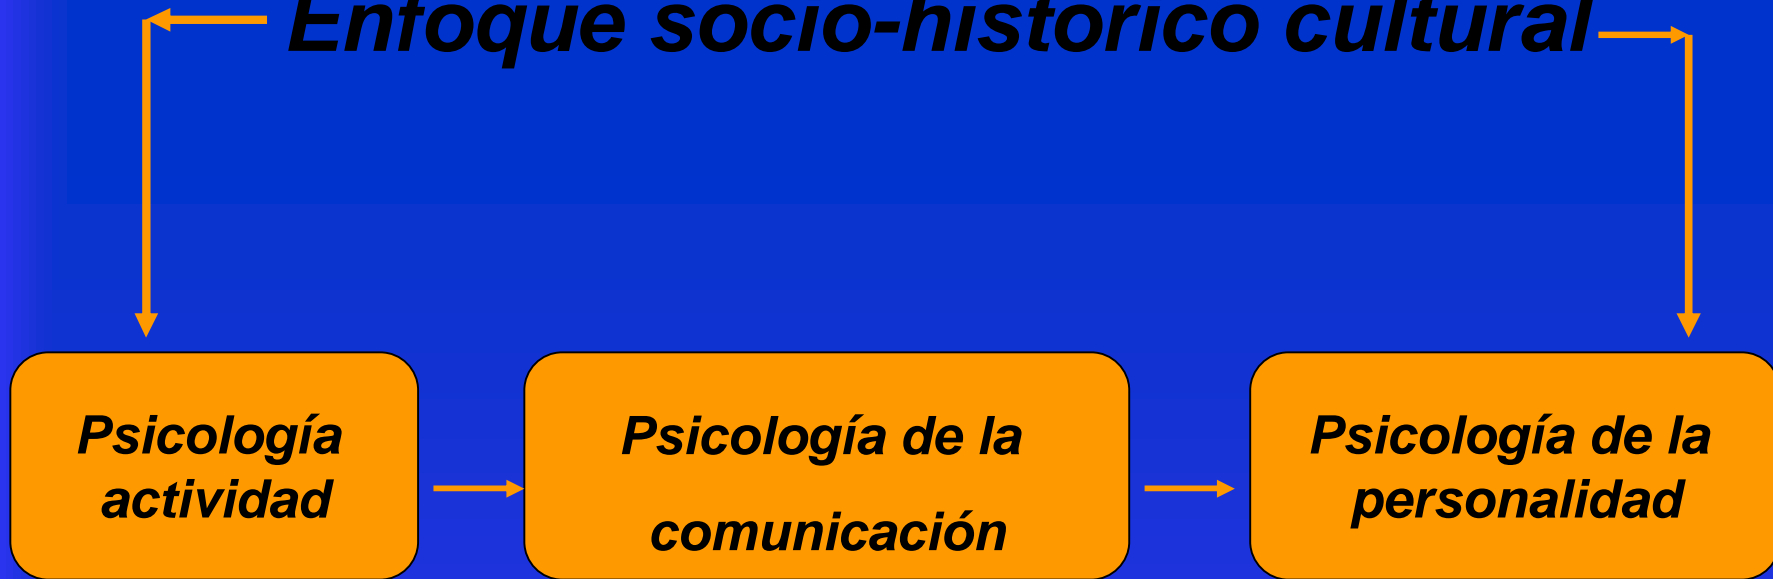 Enfoque socio-histórico cultural
Psicología
actividad
Psicología de la
comunicación
Psicología de la
personalidad